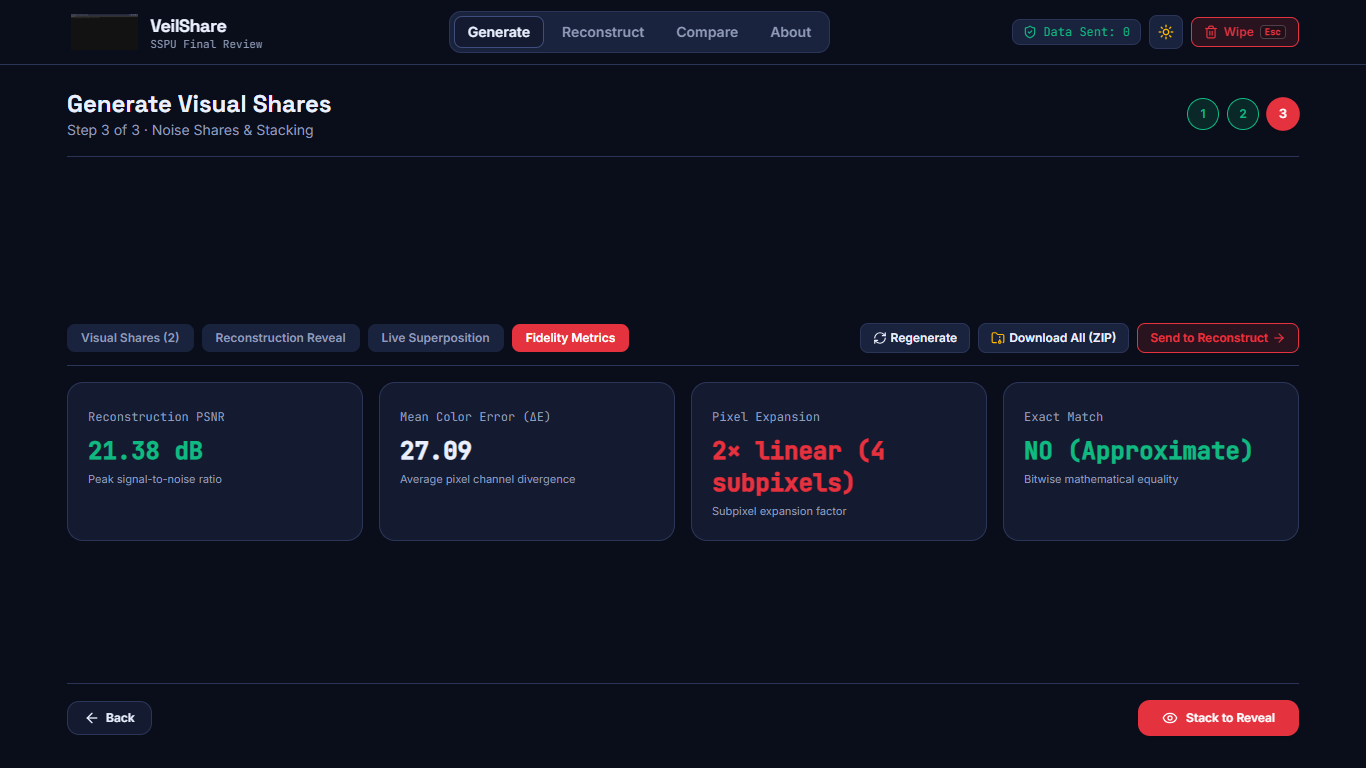 VeilShare
SSPU Final Review
Generate
Reconstruct
Compare
About
Data Sent: 0
Wipe Esc
Generate Visual Shares
Step 3 of 3 · Noise Shares & Stacking
1
2
3
Visual Shares (2)
Reconstruction Reveal
Live Superposition
Fidelity Metrics
Regenerate
Download All (ZIP)
Send to Reconstruct →
Reconstruction PSNR
21.38 dB
Peak signal-to-noise ratio
Mean Color Error (ΔE)
27.09
Average pixel channel divergence
Pixel Expansion
2× linear (4
subpixels)
Subpixel expansion factor
Exact Match
NO (Approximate)
Bitwise mathematical equality
← Back
Stack to Reveal